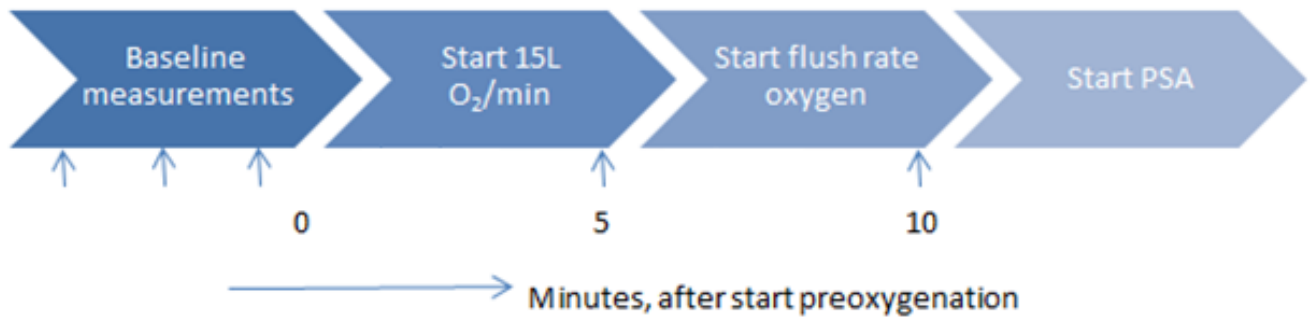 Baseline
measurements
Start 15L
O₂/min
Start flush rate
oxygen
Start PSA
0
5
10
Minutes, after start preoxygenation